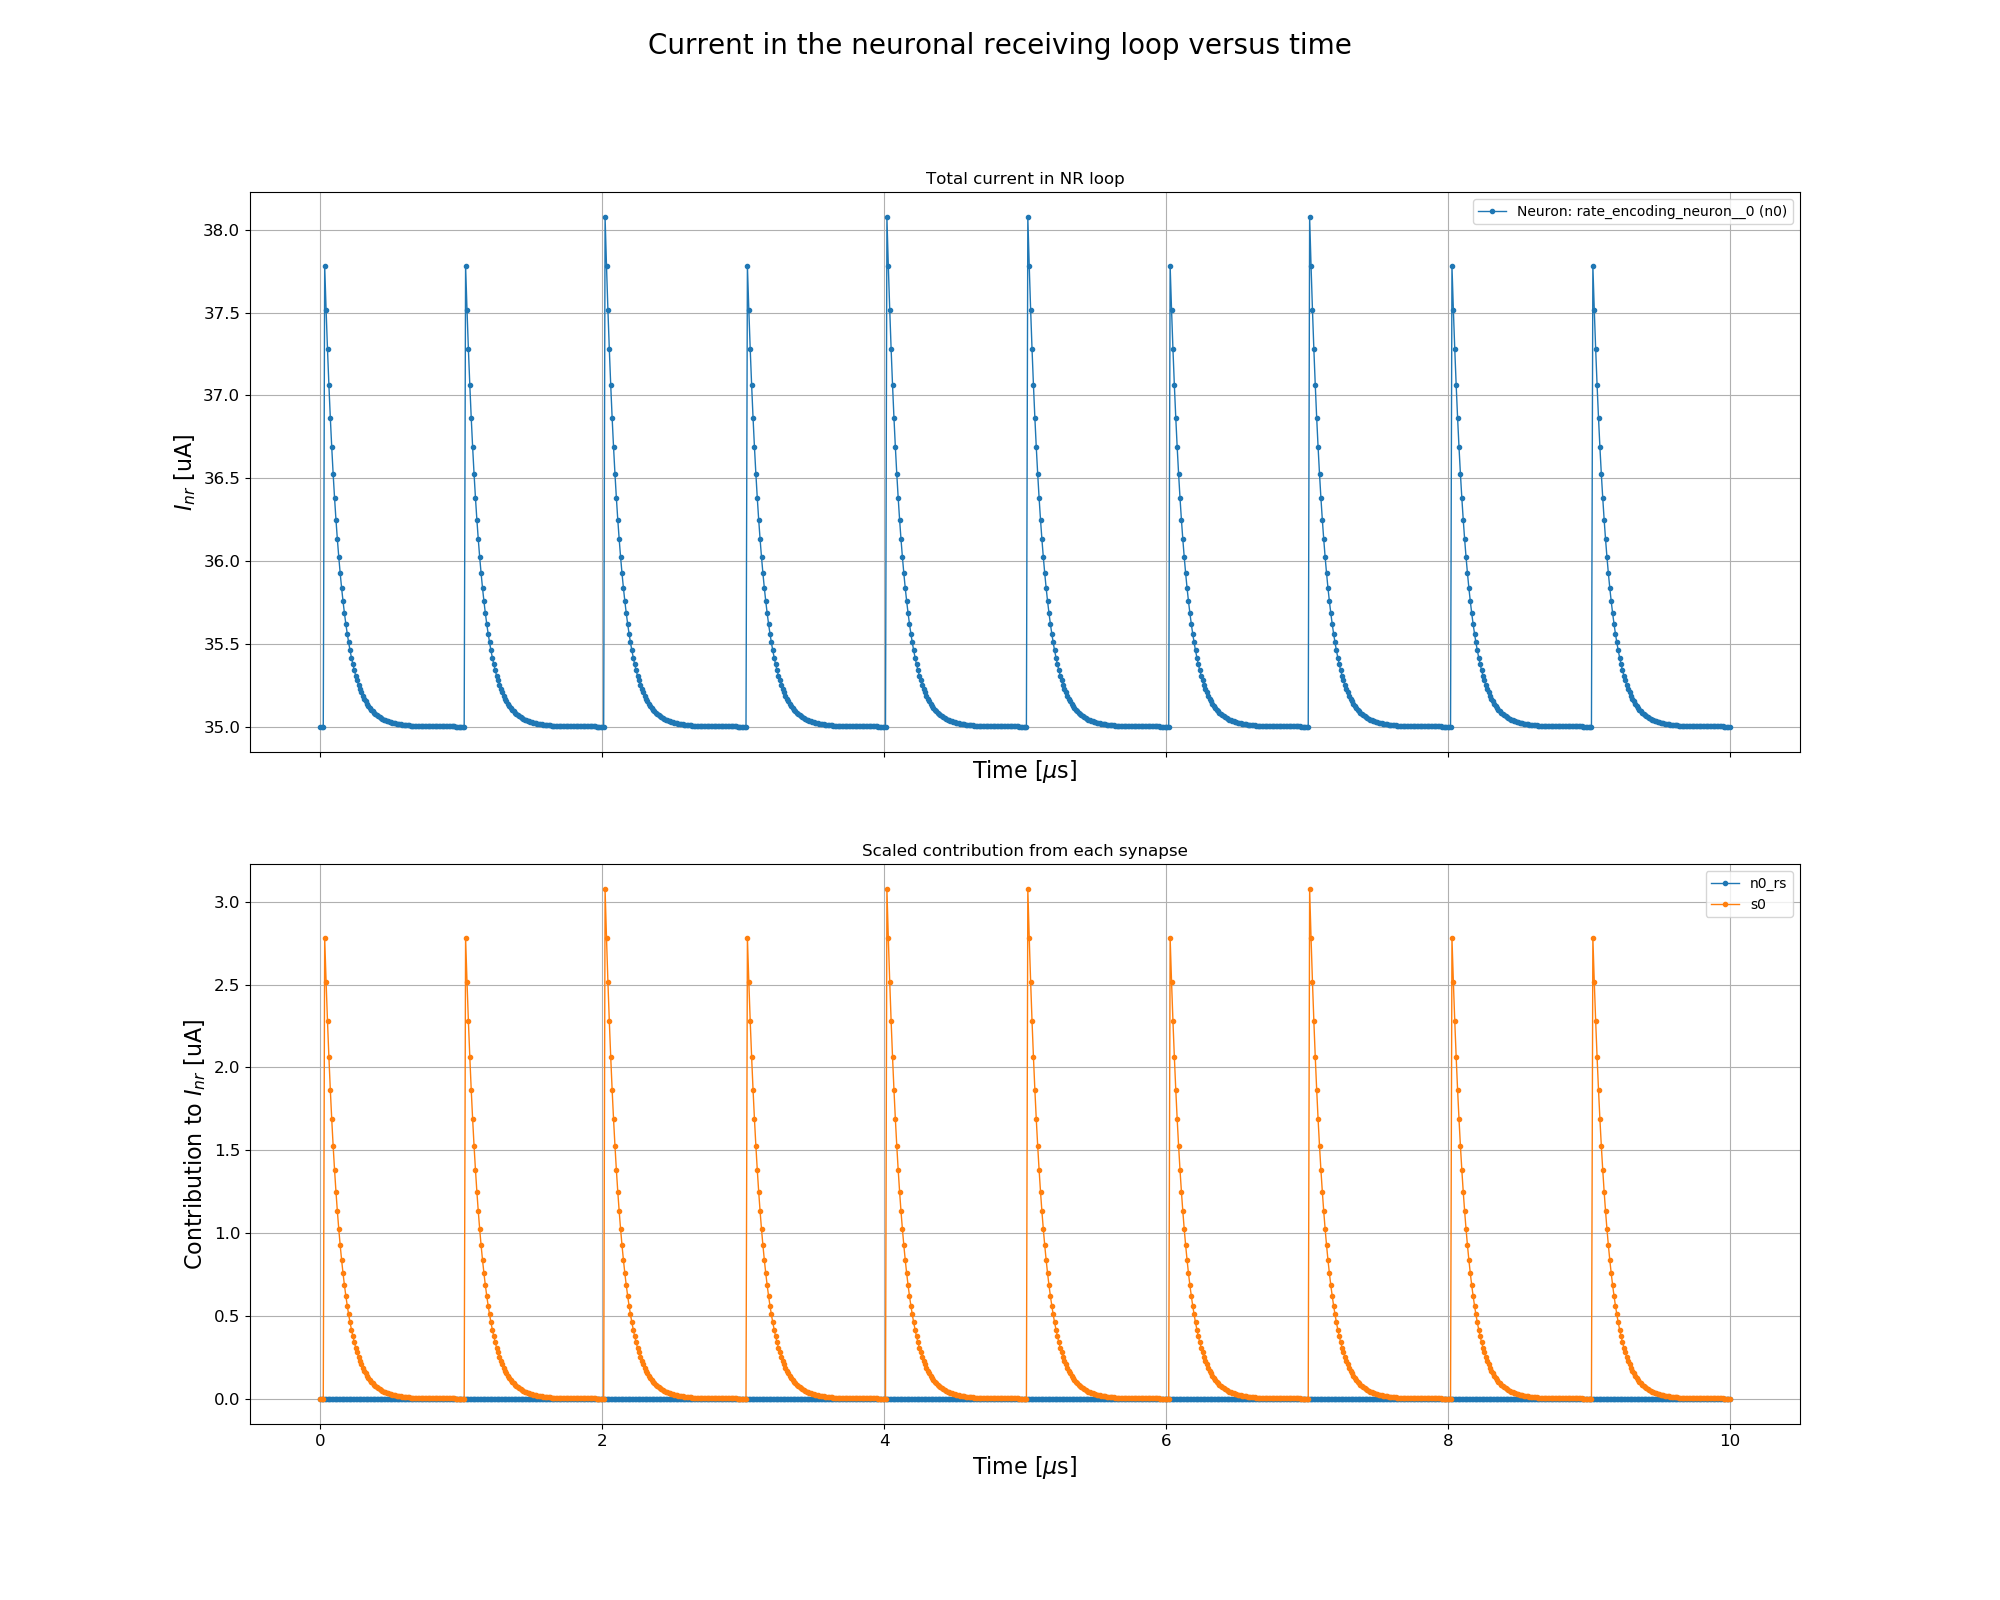 Current in the neuronal receiving loop versus time
Total current in NR loop
Neuron: rate_encoding_neuron__0 (n0)
38.0
37.5
37.0
36.5
36.0
35.5
35.0
I_nr [uA]
Time [μs]
Scaled contribution from each synapse
n0_rs
s0
3.0
2.5
2.0
1.5
1.0
0.5
0.0
Contribution to I_nr [uA]
0 2 4 6 8 10
Time [μs]